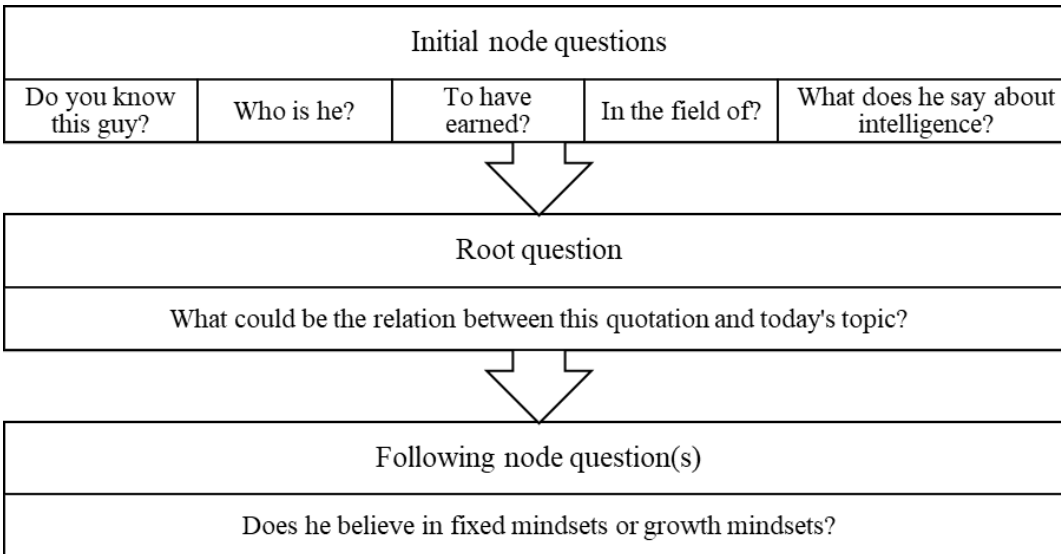 Initial node questions
Do you know
this guy?
Who is he?
To have
earned?
In the field of?
What does he say about
intelligence?
Root question
What could be the relation between this quotation and today's topic?
Following node question(s)
Does he believe in fixed mindsets or growth mindsets?